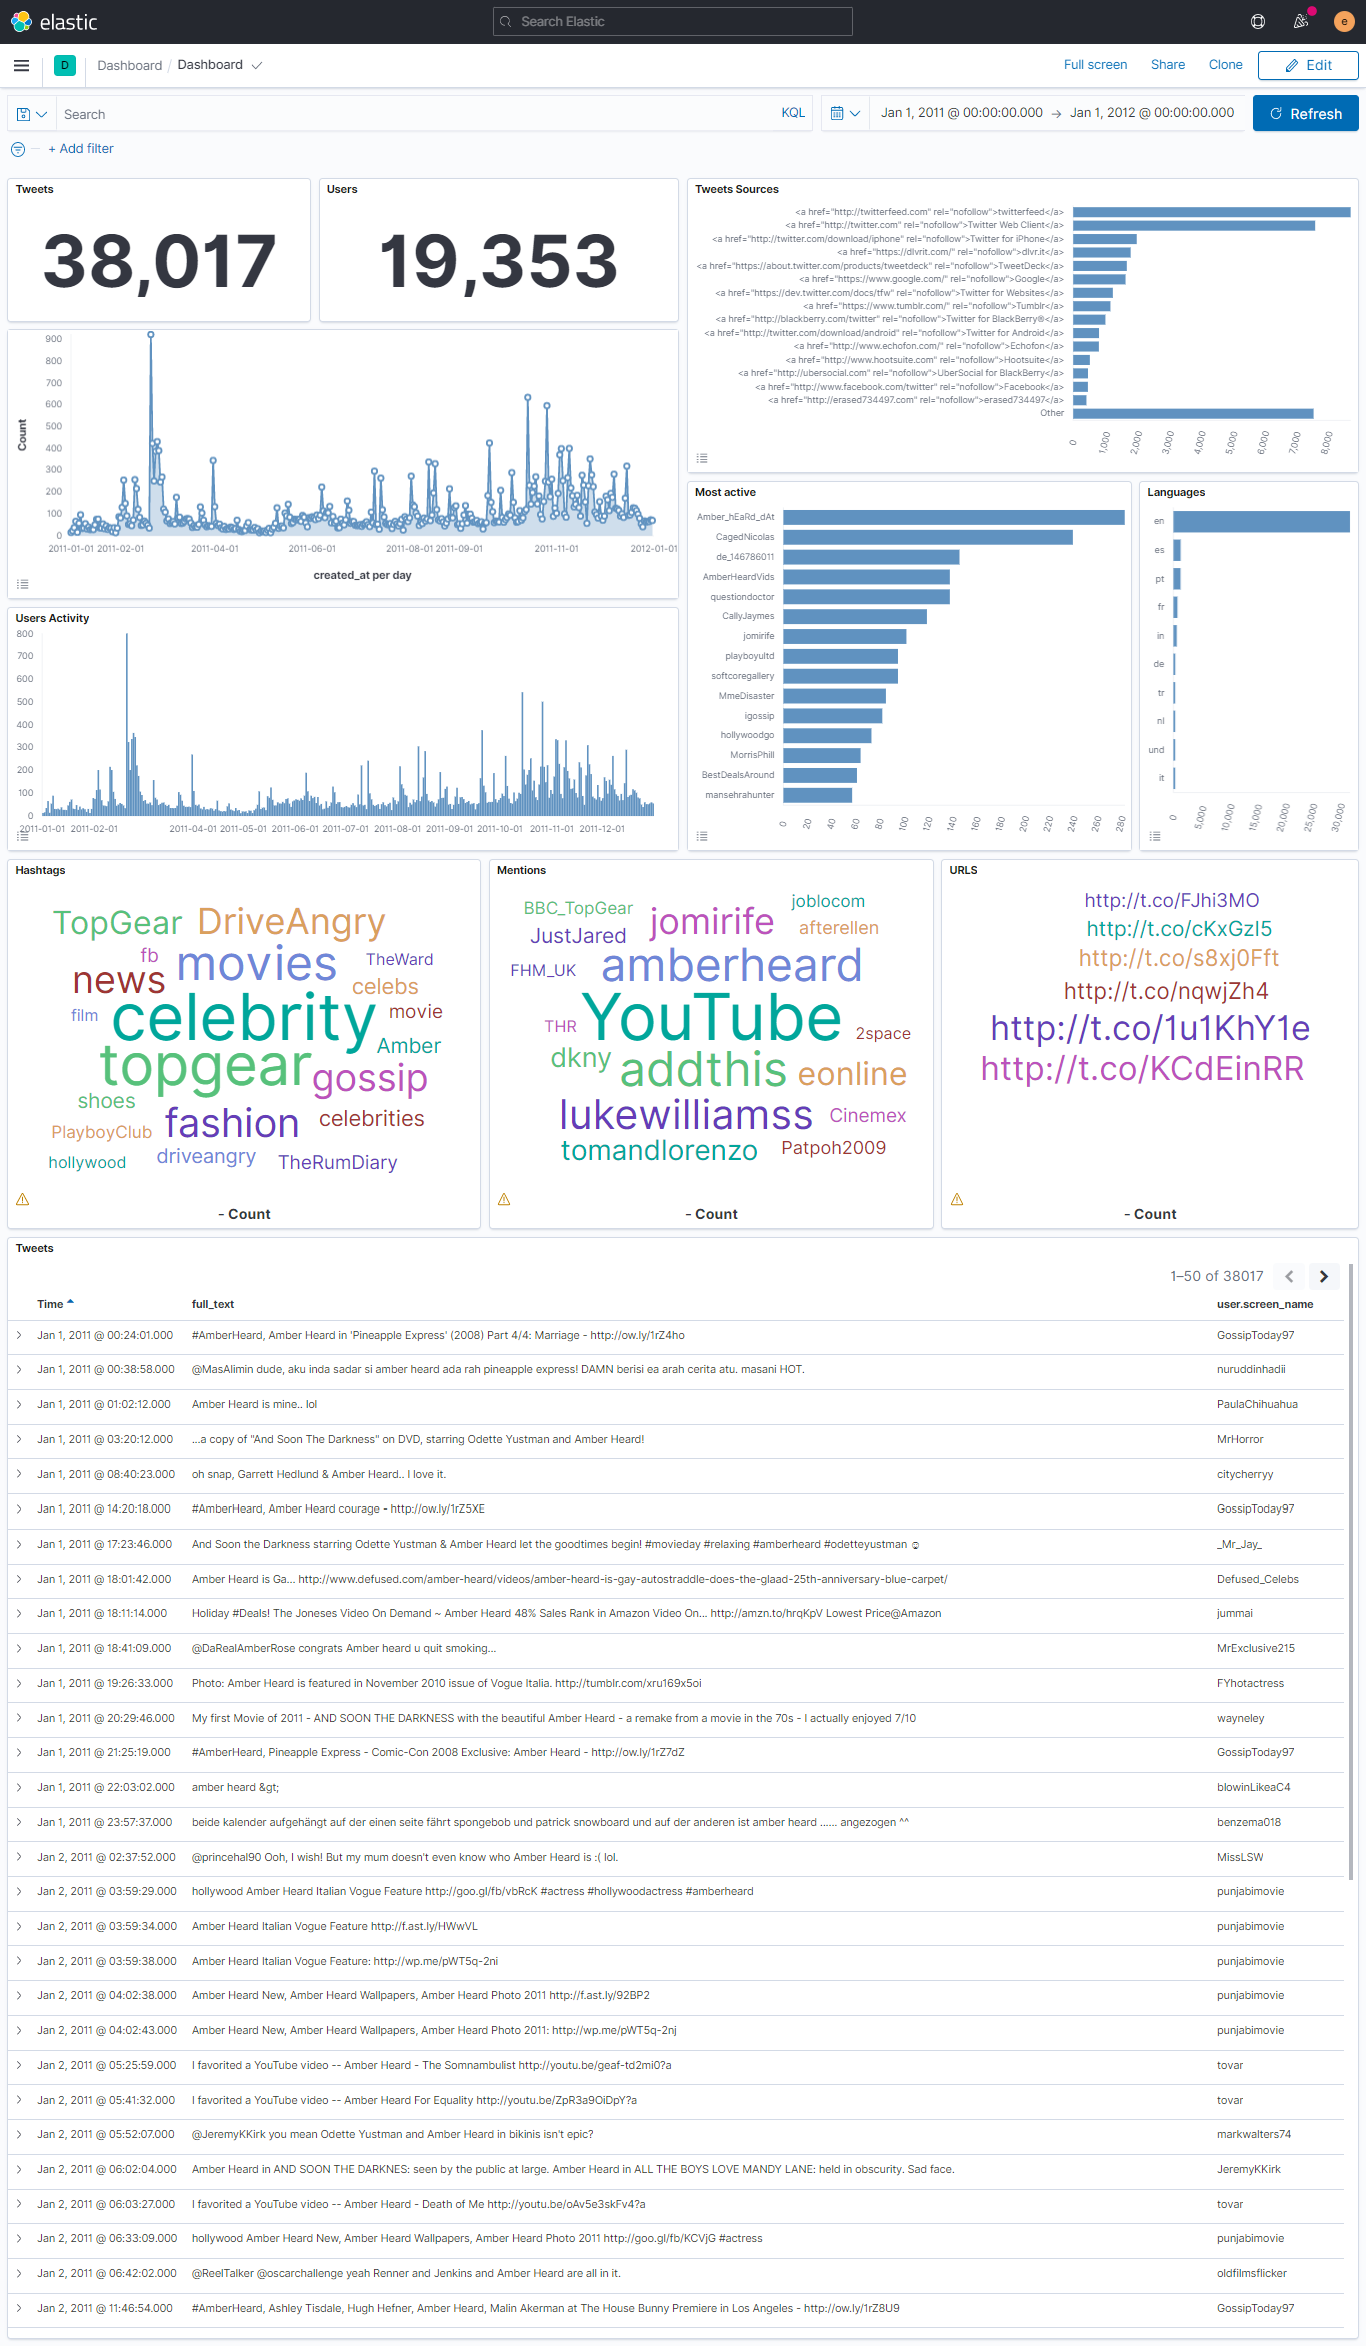 elastic
Search Elastic
e
D
Dashboard / Dashboard
Full screen
Share
Clone
Edit
Search
KQL
Jan 1, 2011 @ 00:00:00.000 → Jan 1, 2012 @ 00:00:00.000
Refresh
+ Add filter
Tweets
38,017
Users
19,353
Tweets Sources
<a href="http://twitterfeed.com" rel="nofollow">twitterfeed</a>
<a href="http://twitter.com" rel="nofollow">Twitter Web Client</a>
<a href="http://twitter.com/download/iphone" rel="nofollow">Twitter for iPhone</a>
<a href="https://dlvrit.com/" rel="nofollow">dlvr.it</a>
<a href="https://about.twitter.com/products/tweetdeck" rel="nofollow">TweetDeck</a>
<a href="https://www.google.com/" rel="nofollow">Google</a>
<a href="https://dev.twitter.com/docs/tfw" rel="nofollow">Twitter for Websites</a>
<a href="https://www.tumblr.com/" rel="nofollow">Tumblr</a>
<a href="http://blackberry.com/twitter" rel="nofollow">Twitter for BlackBerry®</a>
<a href="http://twitter.com/download/android" rel="nofollow">Twitter for Android</a>
<a href="http://www.echofon.com/" rel="nofollow">Echofon</a>
<a href="http://www.hootsuite.com" rel="nofollow">Hootsuite</a>
<a href="http://ubersocial.com" rel="nofollow">UberSocial for BlackBerry</a>
<a href="http://www.facebook.com/twitter" rel="nofollow">Facebook</a>
<a href="http://erased734497.com" rel="nofollow">erased734497</a>
Other
0 1,000 2,000 3,000 4,000 5,000 6,000 7,000 8,000
900
800
700
600
500
400
300
200
100
0
Count
2011-01-01 2011-02-01 2011-04-01 2011-06-01 2011-08-01 2011-09-01 2011-11-01 2012-01-01
created_at per day
Users Activity
800
700
600
500
400
300
200
100
0
2011-01-01 2011-02-01 2011-04-01 2011-05-01 2011-06-01 2011-07-01 2011-08-01 2011-09-01 2011-10-01 2011-11-01 2011-12-01
Most active
Amber_hEaRd_dAt
CagedNicolas
de_146786011
AmberHeardVids
questiondoctor
CallyJaymes
jomirife
playboyultd
softcoregallery
MmeDisaster
igossip
hollywoodgo
MorrisPhill
BestDealsAround
mansehrahunter
0 20 40 60 80 100 120 140 160 180 200 220 240 260 280
Languages
en
es
pt
fr
in
de
tr
nl
und
it
0 5,000 10,000 15,000 20,000 25,000 30,000
Hashtags
TopGear DriveAngry
fb movies TheWard
news celebs
film celebrity movie
topgear Amber
gossip
shoes fashion celebrities
PlayboyClub
hollywood driveangry TheRumDiary
- Count
Mentions
BBC_TopGear jomirife joblocom
JustJared afterellen
FHM_UK amberheard
THR YouTube 2space
dkny addthis eonline
lukewilliamss Cinemex
tomandlorenzo Patpoh2009
- Count
URLS
http://t.co/FJhi3MO
http://t.co/cKxGzI5
http://t.co/s8xj0Fft
http://t.co/nqwjZh4
http://t.co/1u1KhY1e
http://t.co/KCdEinRR
- Count
Tweets
1–50 of 38017
Time full_text user.screen_name
Jan 1, 2011 @ 00:24:01.000 #AmberHeard, Amber Heard in 'Pineapple Express' (2008) Part 4/4: Marriage - http://ow.ly/1rZ4ho GossipToday97
Jan 1, 2011 @ 00:38:58.000 @MasAlimin dude, aku inda sadar si amber heard ada rah pineapple express! DAMN berisi ea arah cerita atu. masani HOT. nuruddinhadii
Jan 1, 2011 @ 01:02:12.000 Amber Heard is mine.. lol PaulaChihuahua
Jan 1, 2011 @ 03:20:12.000 ...a copy of "And Soon The Darkness" on DVD, starring Odette Yustman and Amber Heard! MrHorror
Jan 1, 2011 @ 08:40:23.000 oh snap, Garrett Hedlund & Amber Heard.. I love it. citycherryy
Jan 1, 2011 @ 14:20:18.000 #AmberHeard, Amber Heard courage - http://ow.ly/1rZ5XE GossipToday97
Jan 1, 2011 @ 17:23:46.000 And Soon the Darkness starring Odette Yustman & Amber Heard let the goodtimes begin! #movieday #relaxing #amberheard #odetteyustman ☺ _Mr_Jay_
Jan 1, 2011 @ 18:01:42.000 Amber Heard is Ga... http://www.defused.com/amber-heard/videos/amber-heard-is-gay-autostraddle-does-the-glaad-25th-anniversary-blue-carpet/ Defused_Celebs
Jan 1, 2011 @ 18:11:14.000 Holiday #Deals! The Joneses Video On Demand ~ Amber Heard 48% Sales Rank in Amazon Video On... http://amzn.to/hrqKpV Lowest Price@Amazon jummai
Jan 1, 2011 @ 18:41:09.000 @DaRealAmberRose congrats Amber heard u quit smoking... MrExclusive215
Jan 1, 2011 @ 19:26:33.000 Photo: Amber Heard is featured in November 2010 issue of Vogue Italia. http://tumblr.com/xru169x5oi FYhotactress
Jan 1, 2011 @ 20:29:46.000 My first Movie of 2011 - AND SOON THE DARKNESS with the beautiful Amber Heard - a remake from a movie in the 70s - I actually enjoyed 7/10 wayneley
Jan 1, 2011 @ 21:25:19.000 #AmberHeard, Pineapple Express - Comic-Con 2008 Exclusive: Amber Heard - http://ow.ly/1rZ7dZ GossipToday97
Jan 1, 2011 @ 22:03:02.000 amber heard &gt; blowinLikeaC4
Jan 1, 2011 @ 23:57:37.000 beide kalender aufgehängt auf der einen seite fährt spongebob und patrick snowboard und auf der anderen ist amber heard ...... angezogen ^^ benzema018
Jan 2, 2011 @ 02:37:52.000 @princehal90 Ooh, I wish! But my mum doesn't even know who Amber Heard is :( lol. MissLSW
Jan 2, 2011 @ 03:59:29.000 hollywood Amber Heard Italian Vogue Feature http://goo.gl/fb/vbRcK #actress #hollywoodactress #amberheard punjabimovie
Jan 2, 2011 @ 03:59:34.000 Amber Heard Italian Vogue Feature http://f.ast.ly/HWwVL punjabimovie
Jan 2, 2011 @ 03:59:38.000 Amber Heard Italian Vogue Feature: http://wp.me/pWT5q-2ni punjabimovie
Jan 2, 2011 @ 04:02:38.000 Amber Heard New, Amber Heard Wallpapers, Amber Heard Photo 2011 http://f.ast.ly/92BP2 punjabimovie
Jan 2, 2011 @ 04:02:43.000 Amber Heard New, Amber Heard Wallpapers, Amber Heard Photo 2011: http://wp.me/pWT5q-2nj punjabimovie
Jan 2, 2011 @ 05:25:59.000 I favorited a YouTube video -- Amber Heard - The Somnambulist http://youtu.be/geaf-td2mi0?a tovar
Jan 2, 2011 @ 05:41:32.000 I favorited a YouTube video -- Amber Heard For Equality http://youtu.be/ZpR3a9OiDpY?a tovar
Jan 2, 2011 @ 05:52:07.000 @JeremyKKirk you mean Odette Yustman and Amber Heard in bikinis isn't epic? markwalters74
Jan 2, 2011 @ 06:02:04.000 Amber Heard in AND SOON THE DARKNES: seen by the public at large. Amber Heard in ALL THE BOYS LOVE MANDY LANE: held in obscurity. Sad face. JeremyKKirk
Jan 2, 2011 @ 06:03:27.000 I favorited a YouTube video -- Amber Heard - Death of Me http://youtu.be/oAv5e3skFv4?a tovar
Jan 2, 2011 @ 06:33:09.000 hollywood Amber Heard New, Amber Heard Wallpapers, Amber Heard Photo 2011 http://goo.gl/fb/KCVjG #actress punjabimovie
Jan 2, 2011 @ 06:42:02.000 @ReelTalker @oscarchallenge yeah Renner and Jenkins and Amber Heard are all in it. oldfilmsflicker
Jan 2, 2011 @ 11:46:54.000 #AmberHeard, Ashley Tisdale, Hugh Hefner, Amber Heard, Malin Akerman at The House Bunny Premiere in Los Angeles - http://ow.ly/1rZ8U9 GossipToday97